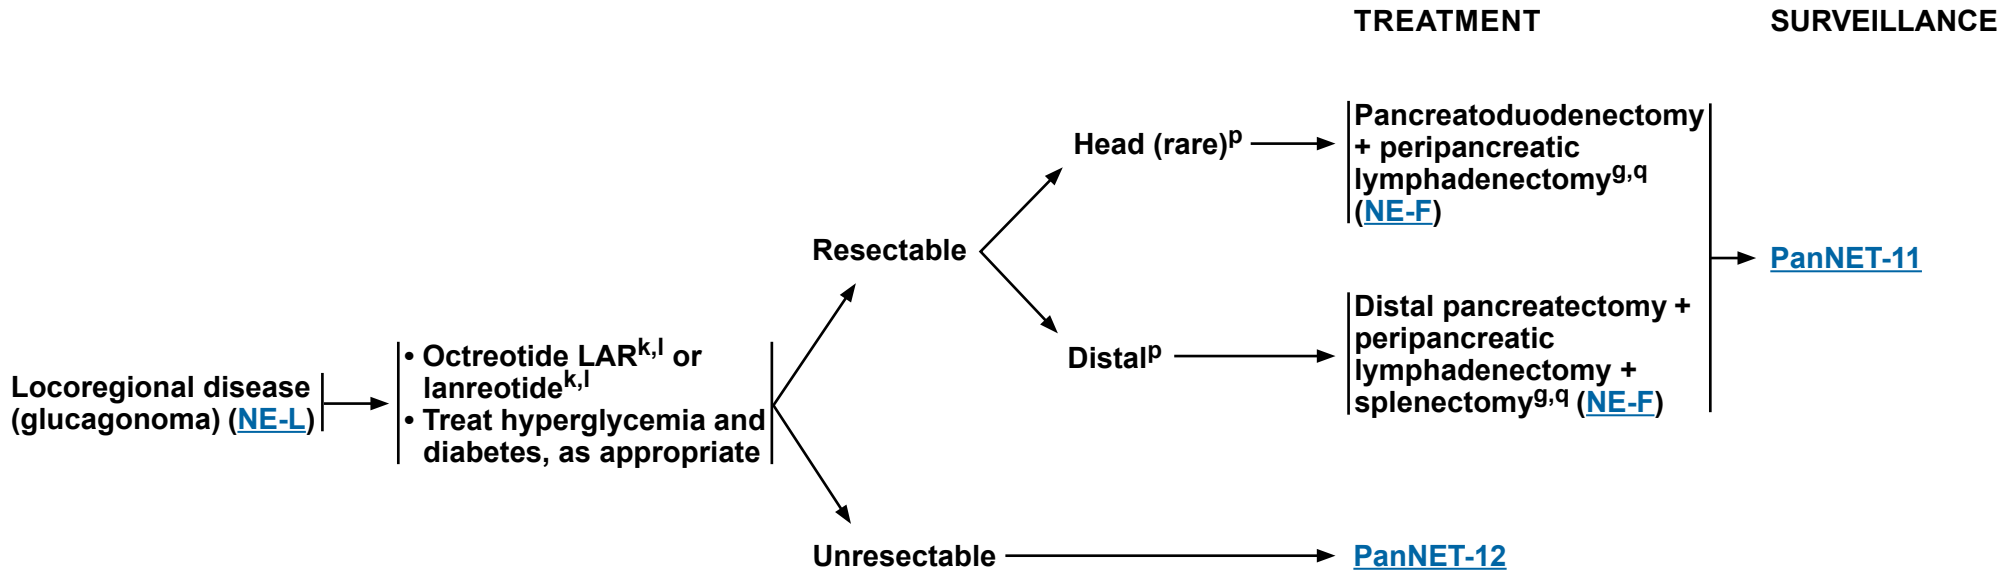 TREATMENT
SURVEILLANCE
Locoregional disease
(glucagonoma) (NE-L)
• Octreotide LARk,l or
lanreotidek,l
• Treat hyperglycemia and
diabetes, as appropriate
Resectable
Head (rare)p
Pancreatoduodenectomy
+ peripancreatic
lymphadenectomyg,q
(NE-F)
Distalp
Distal pancreatectomy +
peripancreatic
lymphadenectomy +
splenectomyg,q (NE-F)
PanNET-11
Unresectable
PanNET-12